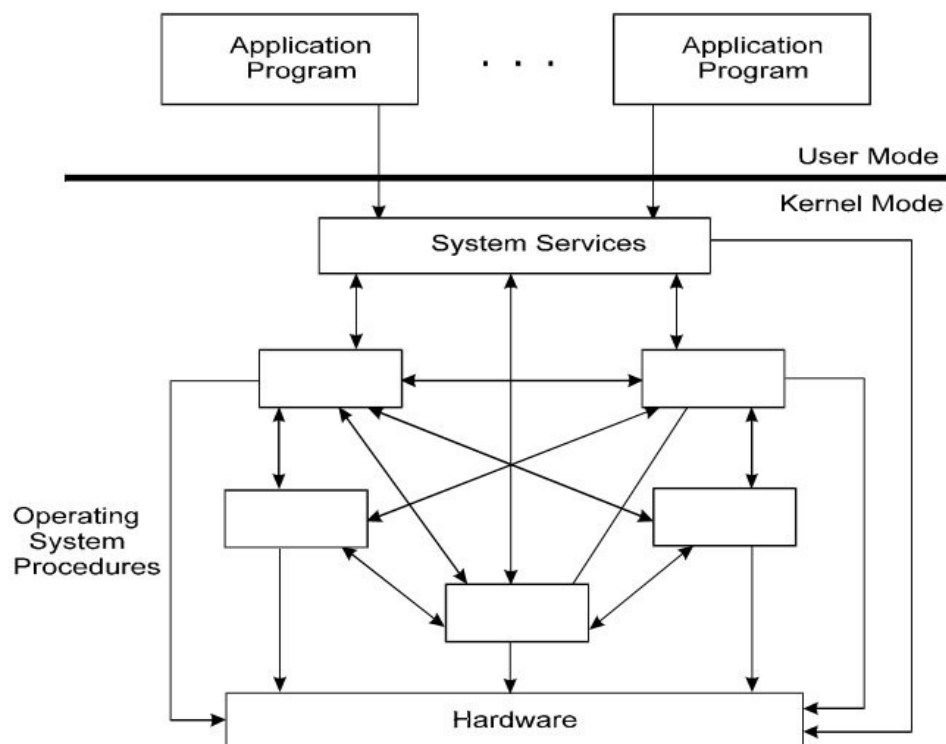 Application
Program
. . .
Application
Program
User Mode
Kernel Mode
System Services
Operating
System
Procedures
Hardware